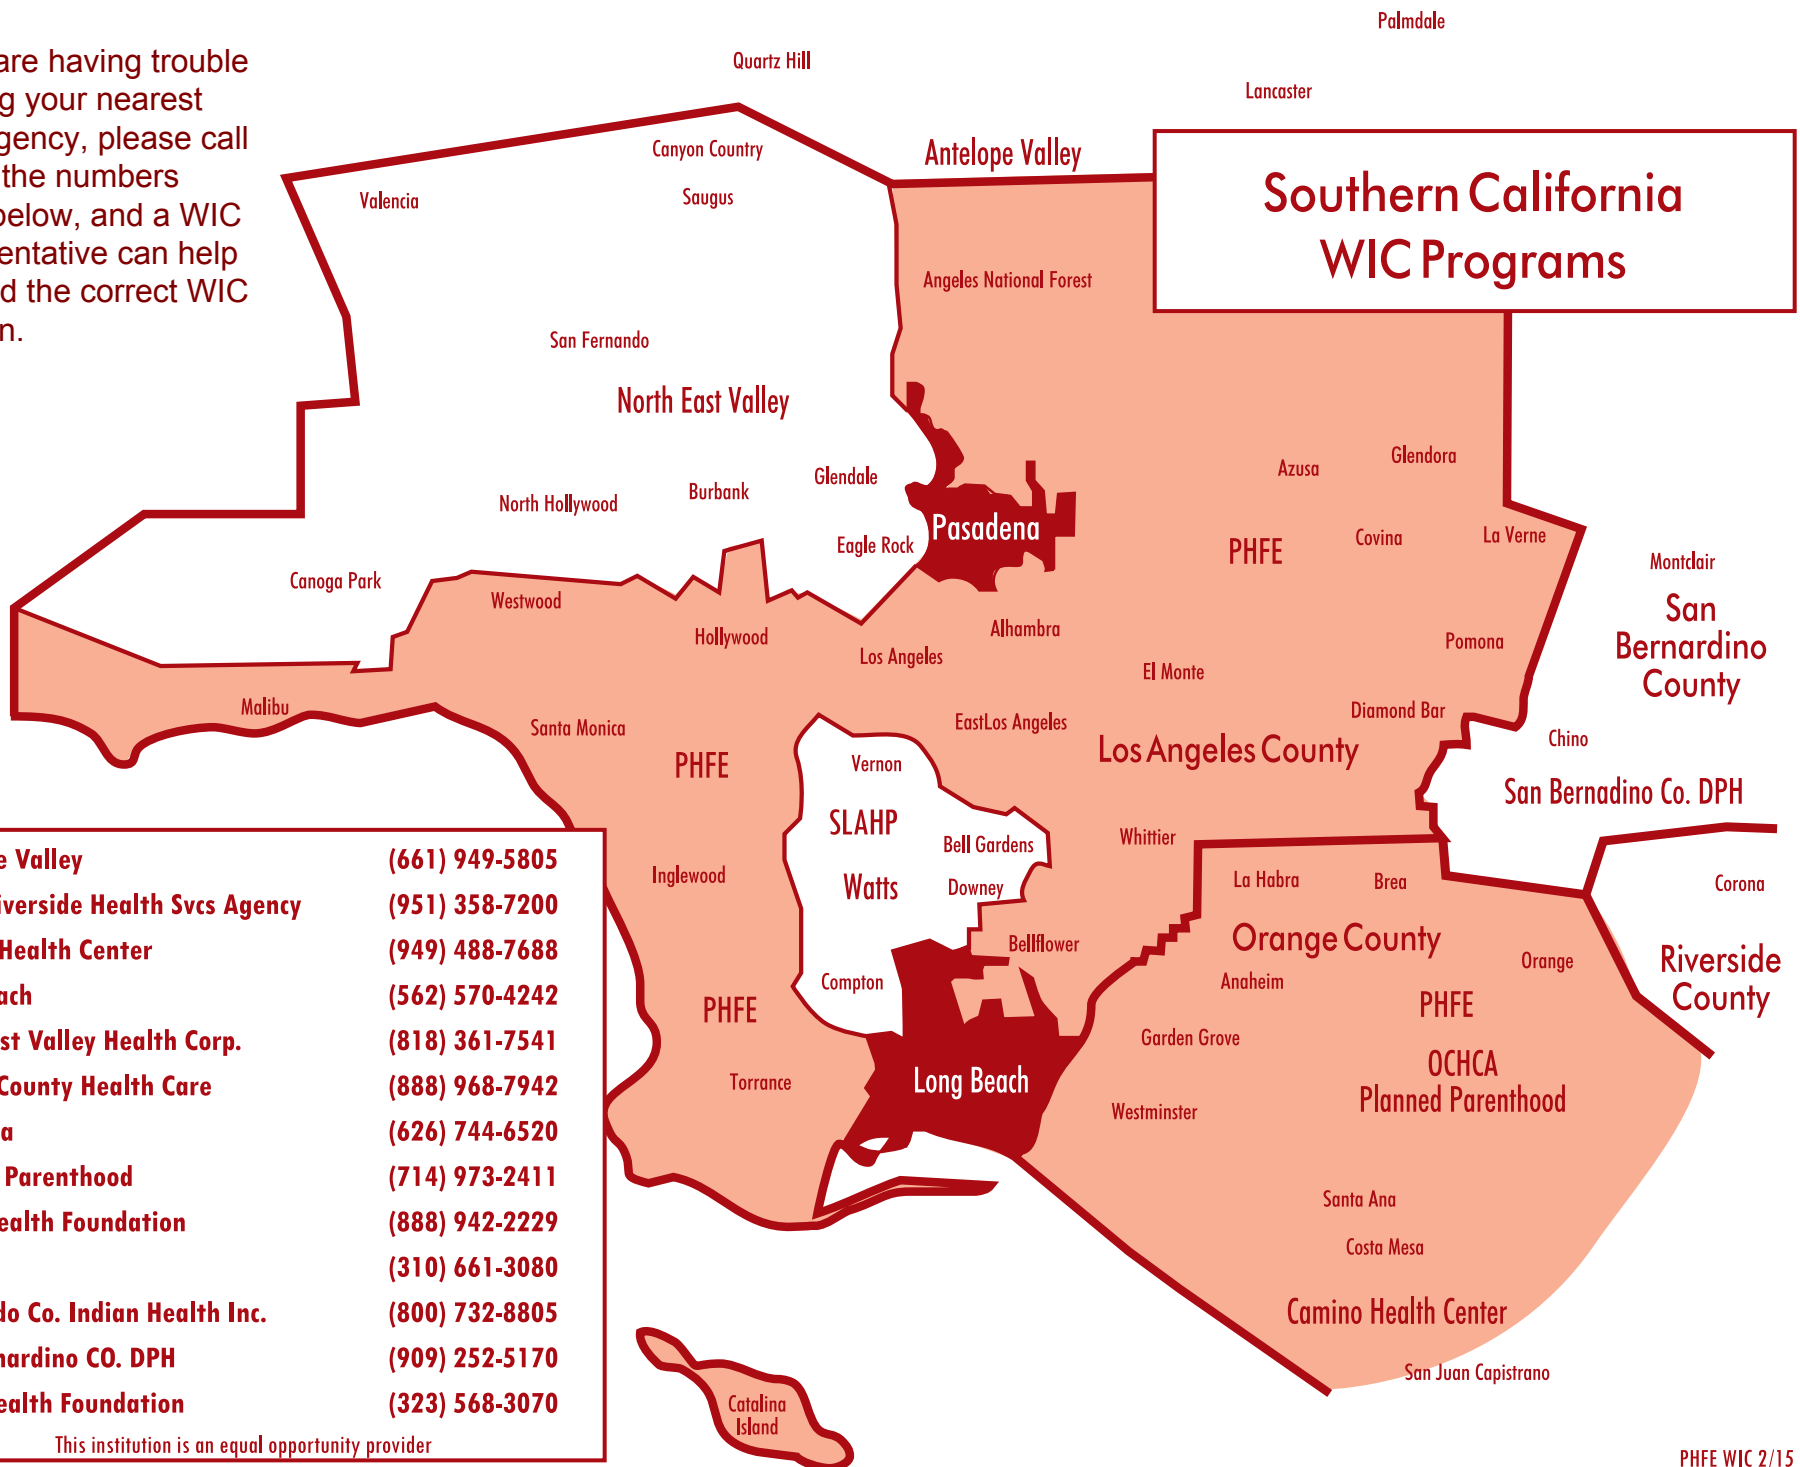 are having trouble
g your nearest
gency, please call
the numbers
below, and a WIC
entative can help
d the correct WIC
n.
Palmdale
Quartz Hill
Lancaster
Southern California
WIC Programs
Antelope Valley
Canyon Country
Valencia
Saugus
Angeles National Forest
San Fernando
North East Valley
Glendale
Burbank
North Hollywood
Eagle Rock
Pasadena
Azusa
Glendora
PHFE
Covina
La Verne
Montclair
San
Bernardino
County
Canoga Park
Westwood
Hollywood
Los Angeles
Alhambra
El Monte
Pomona
Malibu
Santa Monica
EastLos Angeles
Diamond Bar
Los Angeles County
Chino
San Bernadino Co. DPH
PHFE
Vernon
SLAHP
Bell Gardens
Watts
Downey
Whittier
Inglewood
La Habra
Brea
Corona
Bellflower
Orange County
Orange
Riverside
County
Compton
Anaheim
PHFE
PHFE
Garden Grove
OCHCA
Planned Parenthood
Torrance
Long Beach
Westminster
Santa Ana
Costa Mesa
Camino Health Center
San Juan Capistrano
Catalina
Island
e Valley (661) 949-5805
iverside Health Svcs Agency (951) 358-7200
Health Center (949) 488-7688
ach (562) 570-4242
st Valley Health Corp. (818) 361-7541
County Health Care (888) 968-7942
a (626) 744-6520
Parenthood (714) 973-2411
ealth Foundation (888) 942-2229
(310) 661-3080
do Co. Indian Health Inc. (800) 732-8805
nardino CO. DPH (909) 252-5170
ealth Foundation (323) 568-3070
This institution is an equal opportunity provider
PHFE WIC 2/15